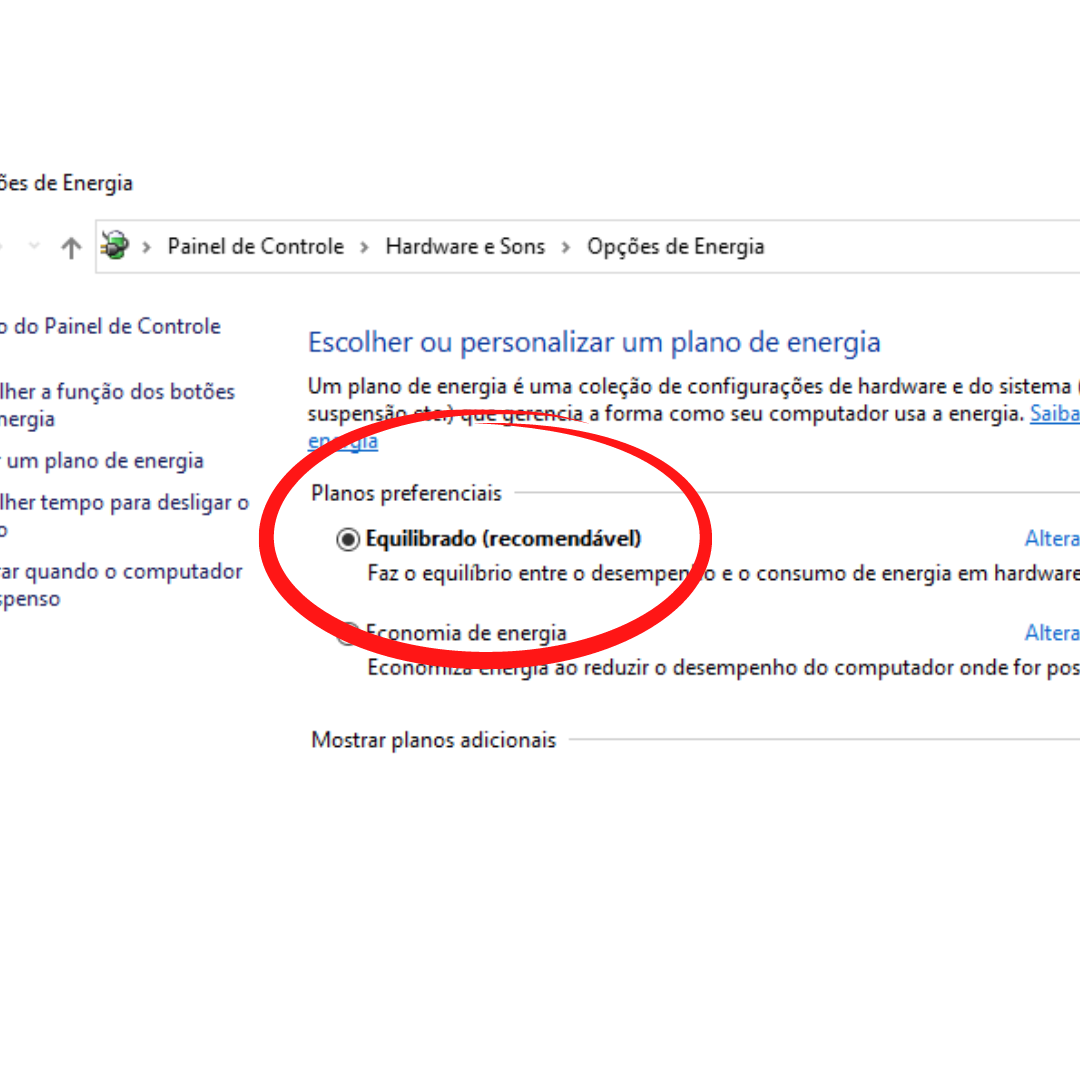 ões de Energia
Painel de Controle > Hardware e Sons > Opções de Energia
o do Painel de Controle
lher a função dos botões
nergia
r um plano de energia
lher tempo para desligar o
o
rar quando o computador
spenso
Escolher ou personalizar um plano de energia
Um plano de energia é uma coleção de configurações de hardware e do sistema (
suspensão etc.) que gerencia a forma como seu computador usa a energia. Saiba
energia
Planos preferenciais
Equilibrado (recomendável) Altera
Faz o equilíbrio entre o desempenho e o consumo de energia em hardware
Economia de energia Altera
Economiza energia ao reduzir o desempenho do computador onde for pos
Mostrar planos adicionais